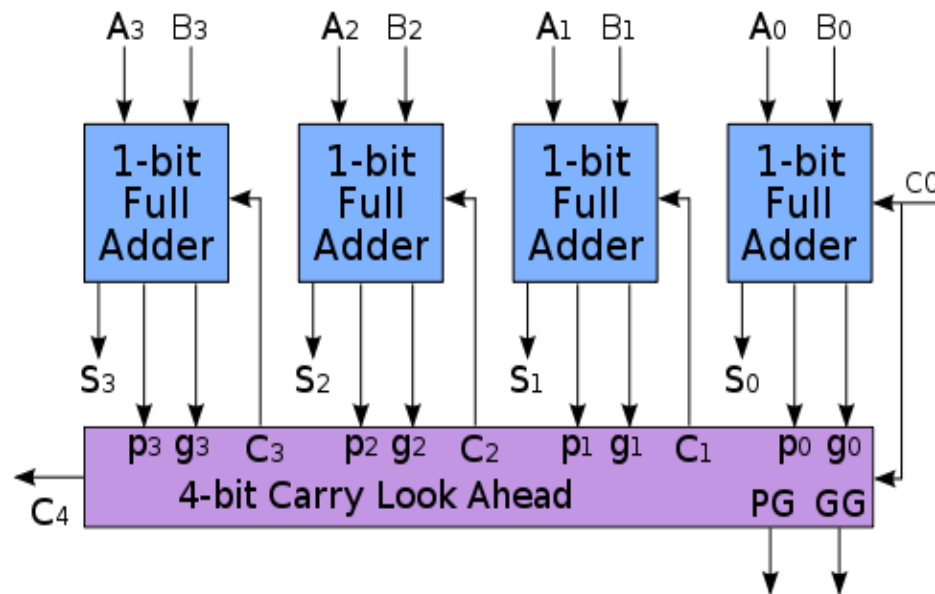 A3 B3 A2 B2 A1 B1 A0 B0
1-bit Full Adder
1-bit Full Adder
1-bit Full Adder
1-bit Full Adder
C0
S3 S2 S1 S0
p3 g3 C3 p2 g2 C2 p1 g1 C1 p0 g0
4-bit Carry Look Ahead PG GG
C4